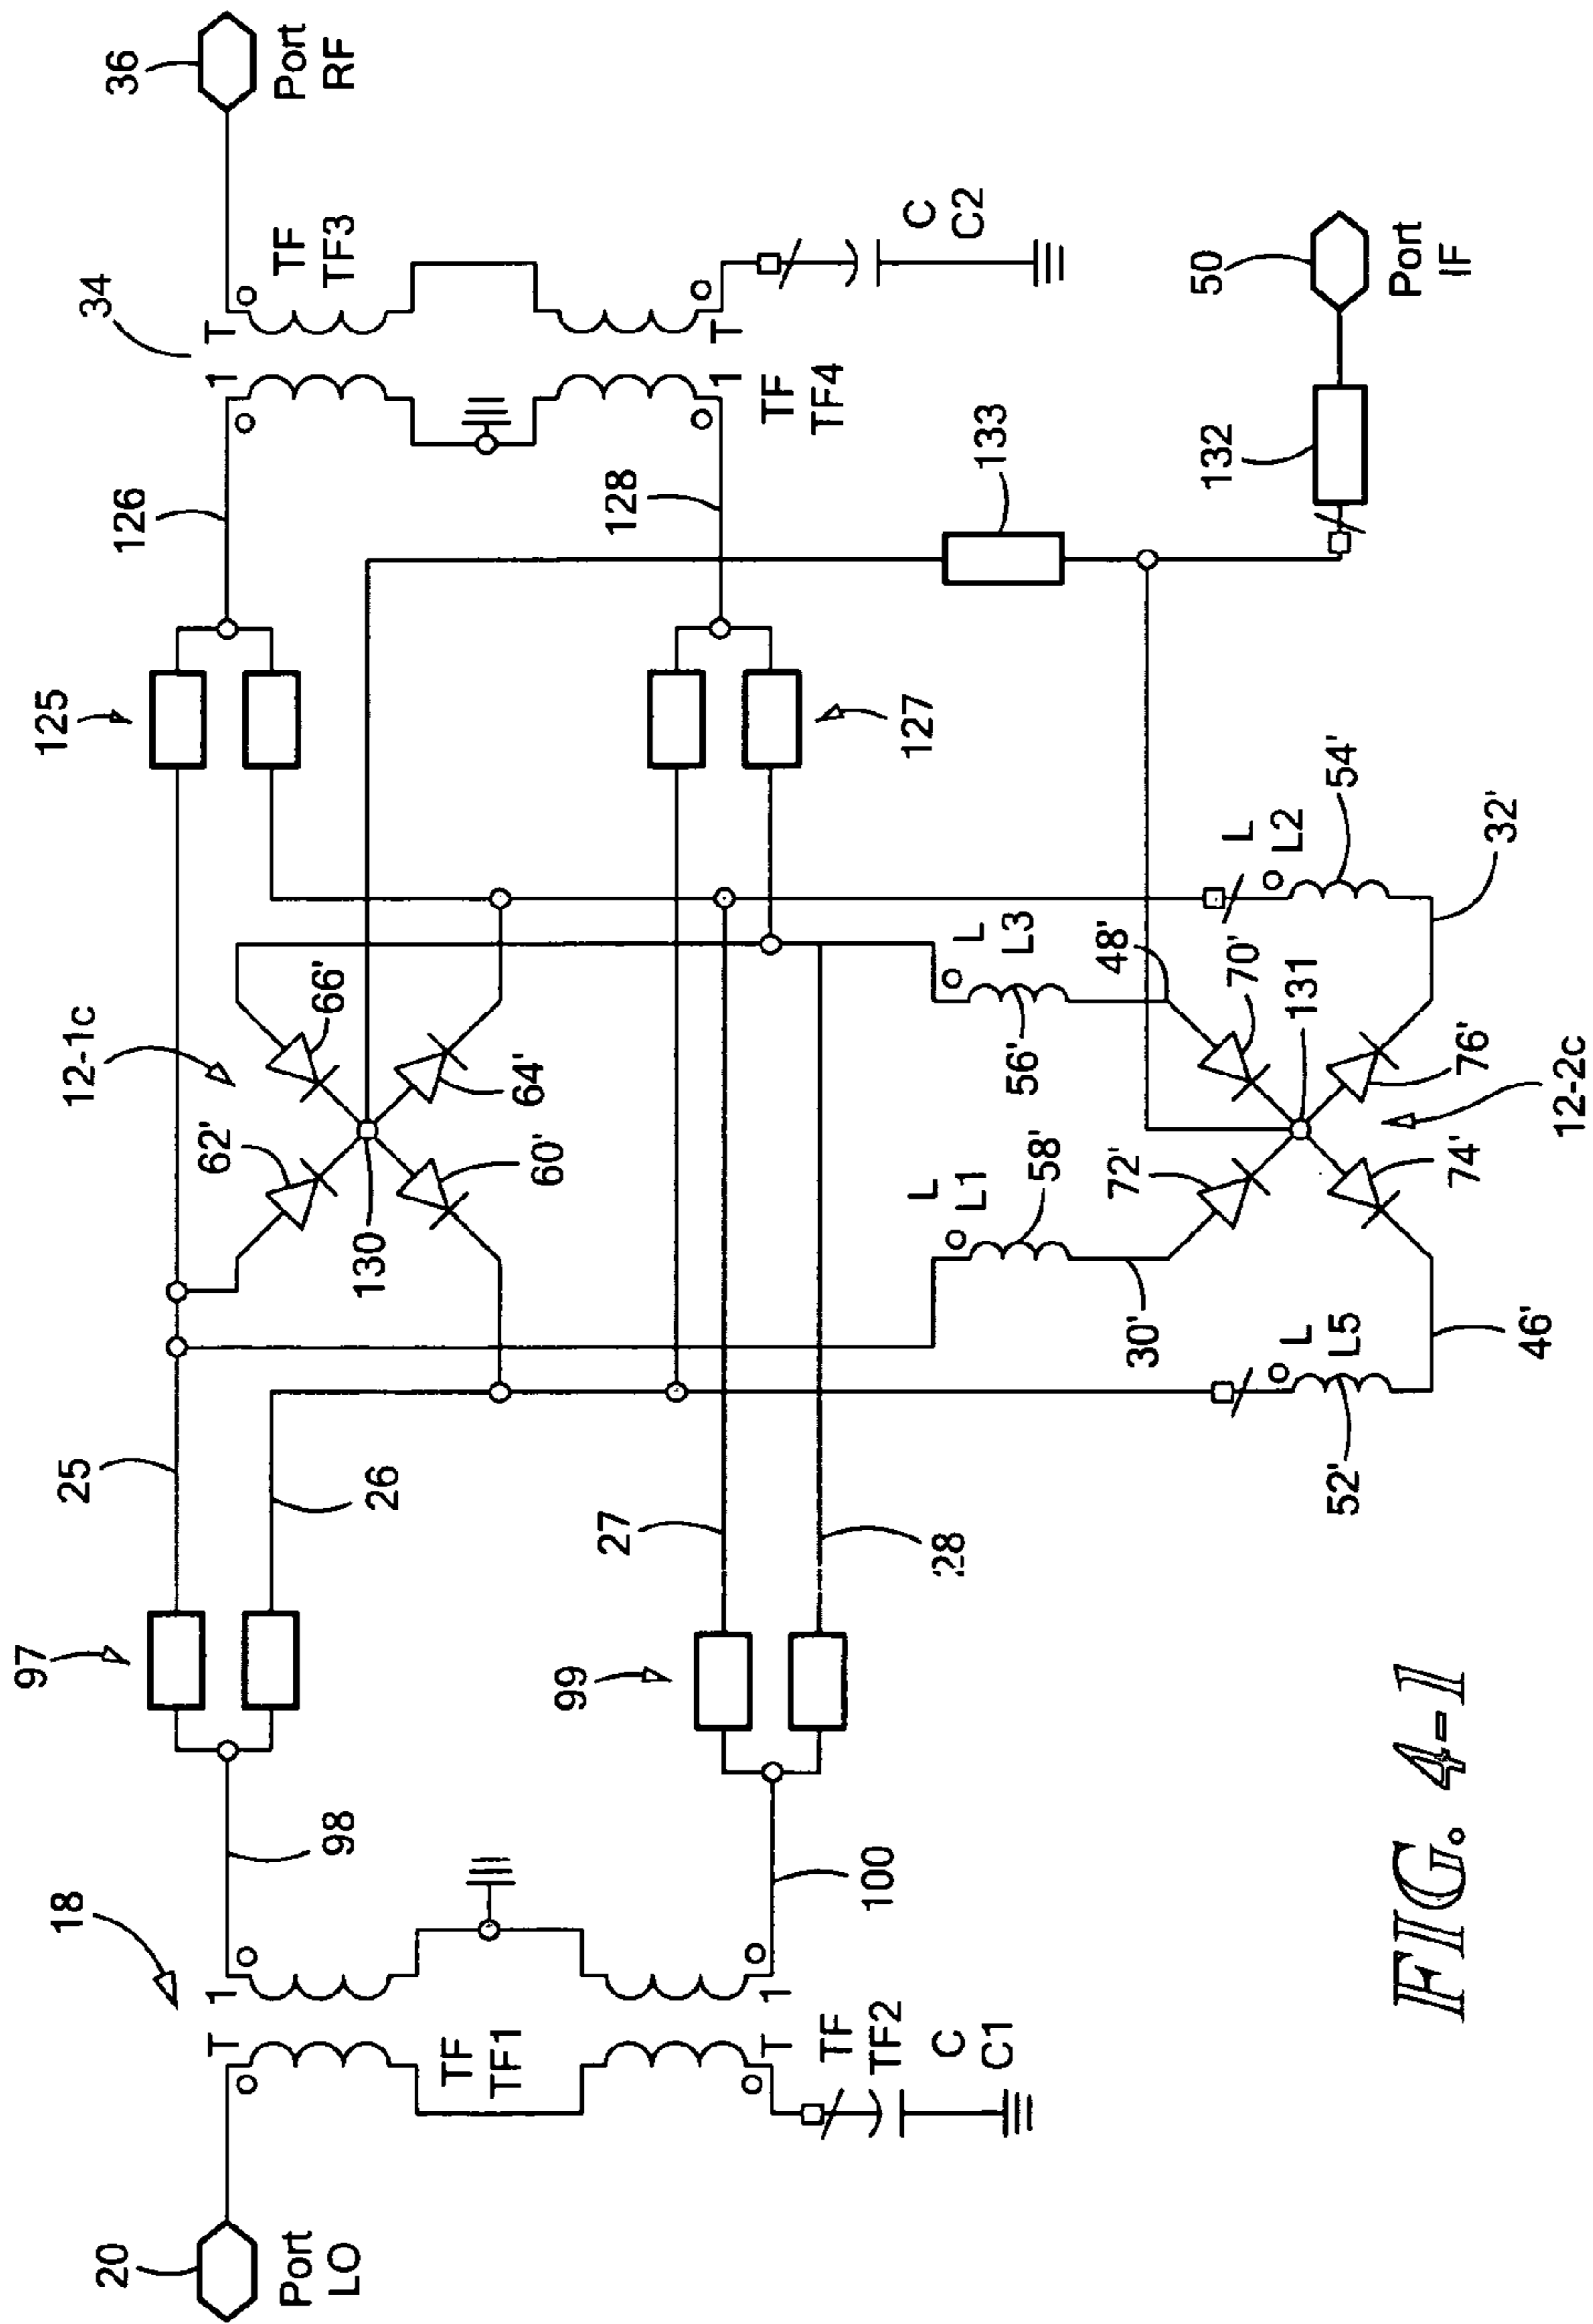 36
Port
RF
34
T
1
TF
TF3
126
125
12-1c
66'
62'
64'
60'
130
25
26
97
98
18
1
T
TF
TF1
20
Port
LO
T
1
TF
TF4
C
C2
128
133
127
27
28
99
100
1
T
TF
TF2
C
C1
50
Port
IF
132
L
L3
56'
48'
L
L2
54'
32'
70'
131
76'
12-2c
L
L1
58'
72'
74'
30'
L
L5
52'
46'
FIG. 4-1